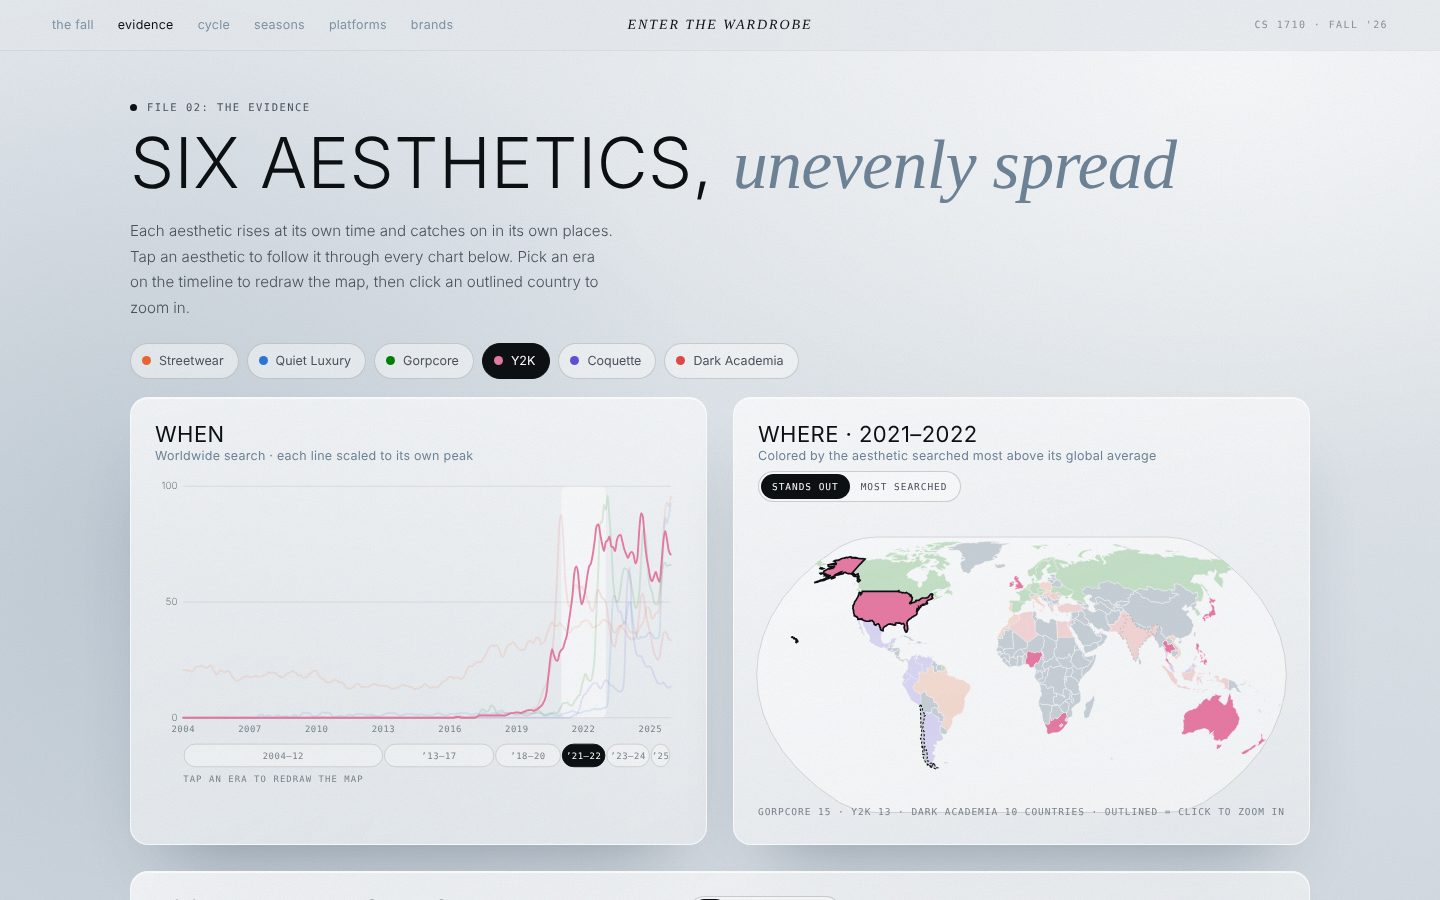 the fall evidence cycle seasons platforms brands
ENTER THE WARDROBE
CS 1710 · FALL '26
FILE 02: THE EVIDENCE
SIX AESTHETICS, unevenly spread
Each aesthetic rises at its own time and catches on in its own places.
Tap an aesthetic to follow it through every chart below. Pick an era
on the timeline to redraw the map, then click an outlined country to
zoom in.
Streetwear Quiet Luxury Gorpcore Y2K Coquette Dark Academia
WHEN
Worldwide search · each line scaled to its own peak
100
50
0
2004 2007 2010 2013 2016 2019 2022 2025
2004–12 ’13–17 ’18–20 ’21–22 ’23–24 ’25
TAP AN ERA TO REDRAW THE MAP
WHERE · 2021–2022
Colored by the aesthetic searched most above its global average
STANDS OUT MOST SEARCHED
GORPCORE 15 · Y2K 13 · DARK ACADEMIA 10 COUNTRIES · OUTLINED = CLICK TO ZOOM IN